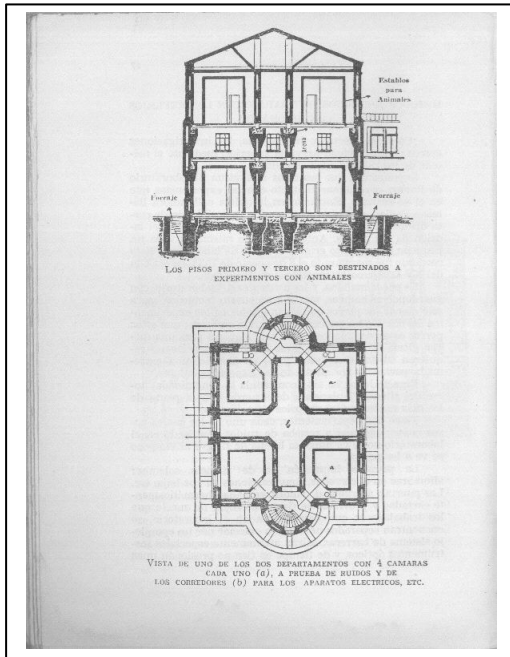 Establos
para
Animales
Arena
Forraje
Forraje
LOS PISOS PRIMERO Y TERCERO SON DESTINADOS A
EXPERIMENTOS CON ANIMALES
a
a
b
a
VISTA DE UNO DE LOS DOS DEPARTAMENTOS CON 4 CAMARAS
CADA UNO (a), A PRUEBA DE RUIDOS Y DE
LOS CORREDORES (b) PARA LOS APARATOS ELECTRICOS, ETC.